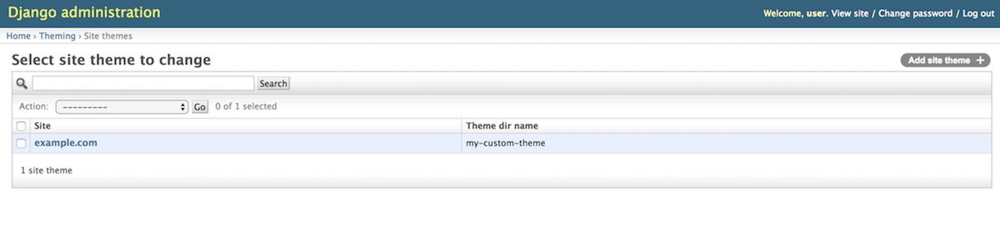 Django administration
Welcome, user. View site / Change password / Log out
Home › Theming › Site themes
Select site theme to change
Add site theme +
Search
Action: --------- Go 0 of 1 selected
Site Theme dir name
example.com my-custom-theme
1 site theme